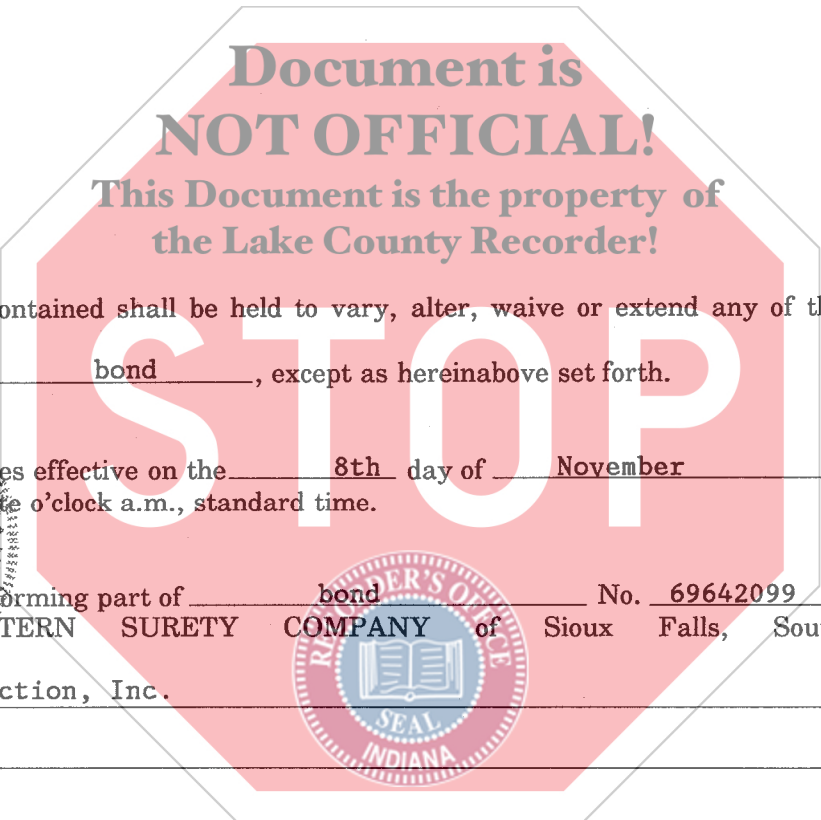 Document is
NOT OFFICIAL!
This Document is the property of
the Lake County Recorder!
ontained shall be held to vary, alter, waive or extend any of th
bond, except as hereinabove set forth.
STOP
es effective on the 8th day of November
te o'clock a.m., standard time.
orming part of bond No. 69642099
TERN SURETY COMPANY of Sioux Falls, Sou
ction, Inc.
RECORDER'S OFFICE
SEAL
INDIANA